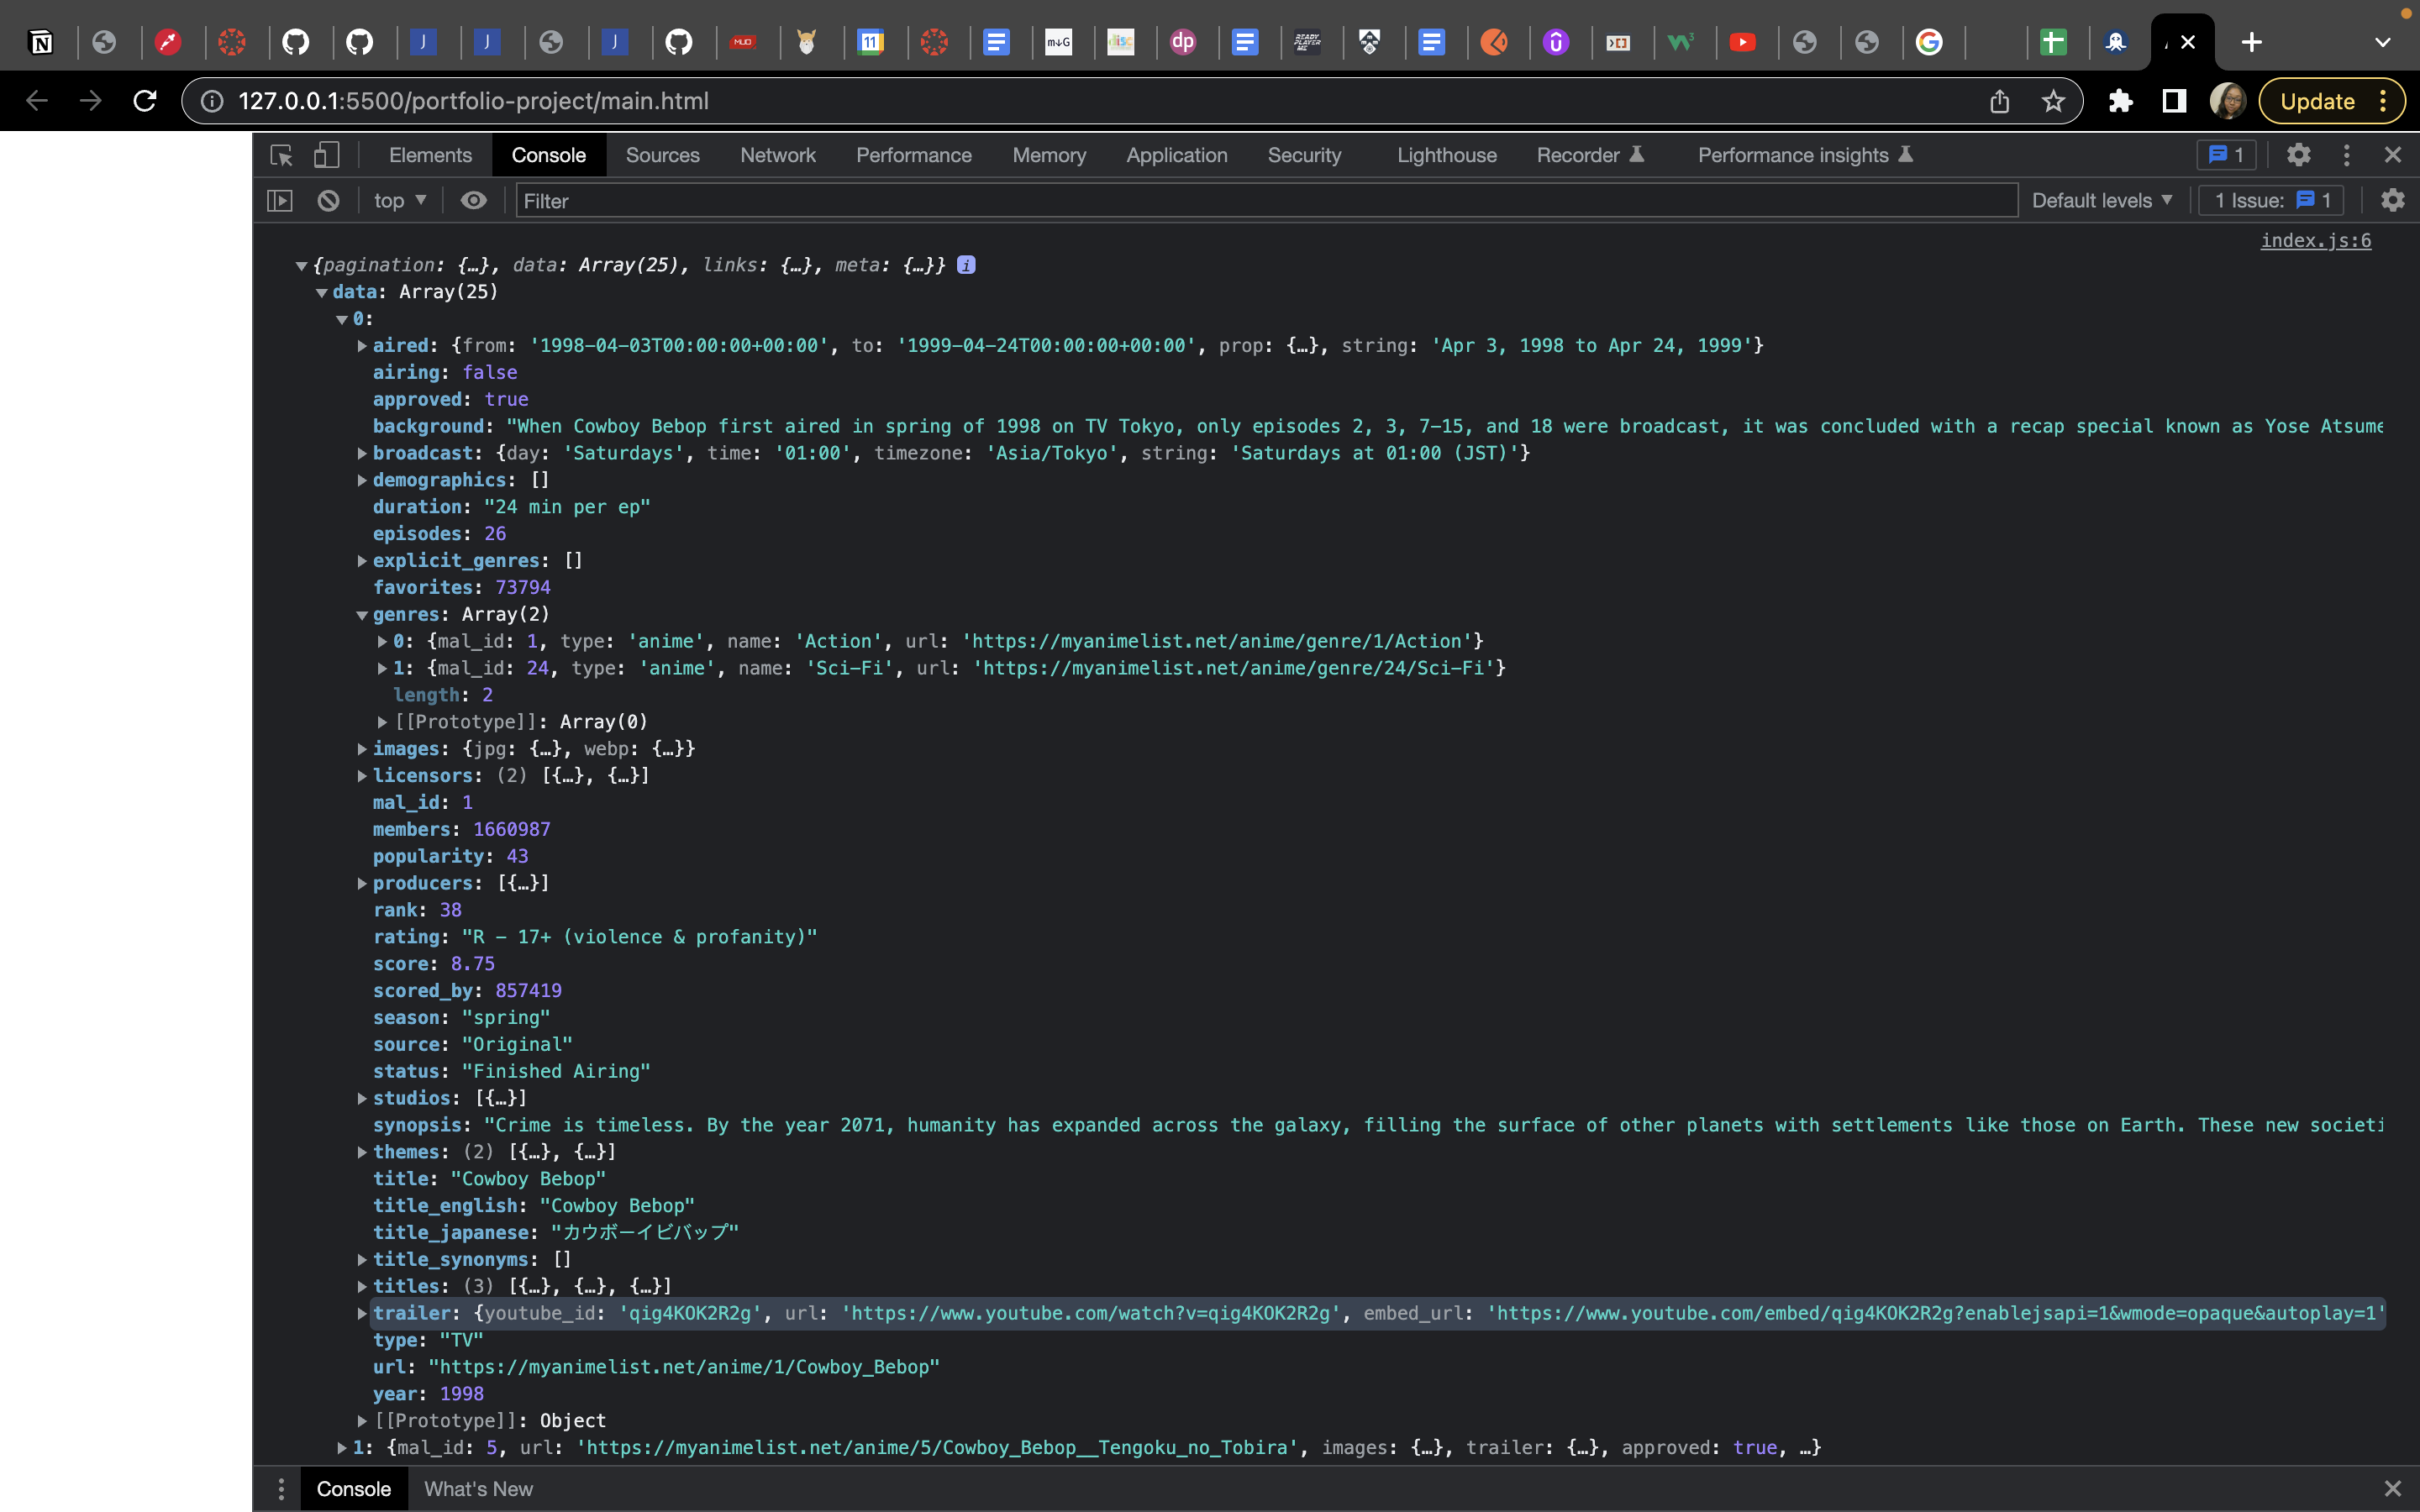 127.0.0.1:5500/portfolio-project/main.html
Update
Elements Console Sources Network Performance Memory Application Security Lighthouse Recorder Performance insights 1
top Filter Default levels 1 Issue: 1
index.js:6
{pagination: {…}, data: Array(25), links: {…}, meta: {…}} i
data: Array(25)
0:
aired: {from: '1998-04-03T00:00:00+00:00', to: '1999-04-24T00:00:00+00:00', prop: {…}, string: 'Apr 3, 1998 to Apr 24, 1999'}
airing: false
approved: true
background: "When Cowboy Bebop first aired in spring of 1998 on TV Tokyo, only episodes 2, 3, 7-15, and 18 were broadcast, it was concluded with a recap special known as Yose Atsume
broadcast: {day: 'Saturdays', time: '01:00', timezone: 'Asia/Tokyo', string: 'Saturdays at 01:00 (JST)'}
demographics: []
duration: "24 min per ep"
episodes: 26
explicit_genres: []
favorites: 73794
genres: Array(2)
0: {mal_id: 1, type: 'anime', name: 'Action', url: 'https://myanimelist.net/anime/genre/1/Action'}
1: {mal_id: 24, type: 'anime', name: 'Sci-Fi', url: 'https://myanimelist.net/anime/genre/24/Sci-Fi'}
length: 2
[[Prototype]]: Array(0)
images: {jpg: {…}, webp: {…}}
licensors: (2) [{…}, {…}]
mal_id: 1
members: 1660987
popularity: 43
producers: [{…}]
rank: 38
rating: "R - 17+ (violence & profanity)"
score: 8.75
scored_by: 857419
season: "spring"
source: "Original"
status: "Finished Airing"
studios: [{…}]
synopsis: "Crime is timeless. By the year 2071, humanity has expanded across the galaxy, filling the surface of other planets with settlements like those on Earth. These new societi
themes: (2) [{…}, {…}]
title: "Cowboy Bebop"
title_english: "Cowboy Bebop"
title_japanese: "カウボーイビバップ"
title_synonyms: []
titles: (3) [{…}, {…}, {…}]
trailer: {youtube_id: 'qig4KOK2R2g', url: 'https://www.youtube.com/watch?v=qig4KOK2R2g', embed_url: 'https://www.youtube.com/embed/qig4KOK2R2g?enablejsapi=1&wmode=opaque&autoplay=1'
type: "TV"
url: "https://myanimelist.net/anime/1/Cowboy_Bebop"
year: 1998
[[Prototype]]: Object
1: {mal_id: 5, url: 'https://myanimelist.net/anime/5/Cowboy_Bebop__Tengoku_no_Tobira', images: {…}, trailer: {…}, approved: true, …}
Console What's New